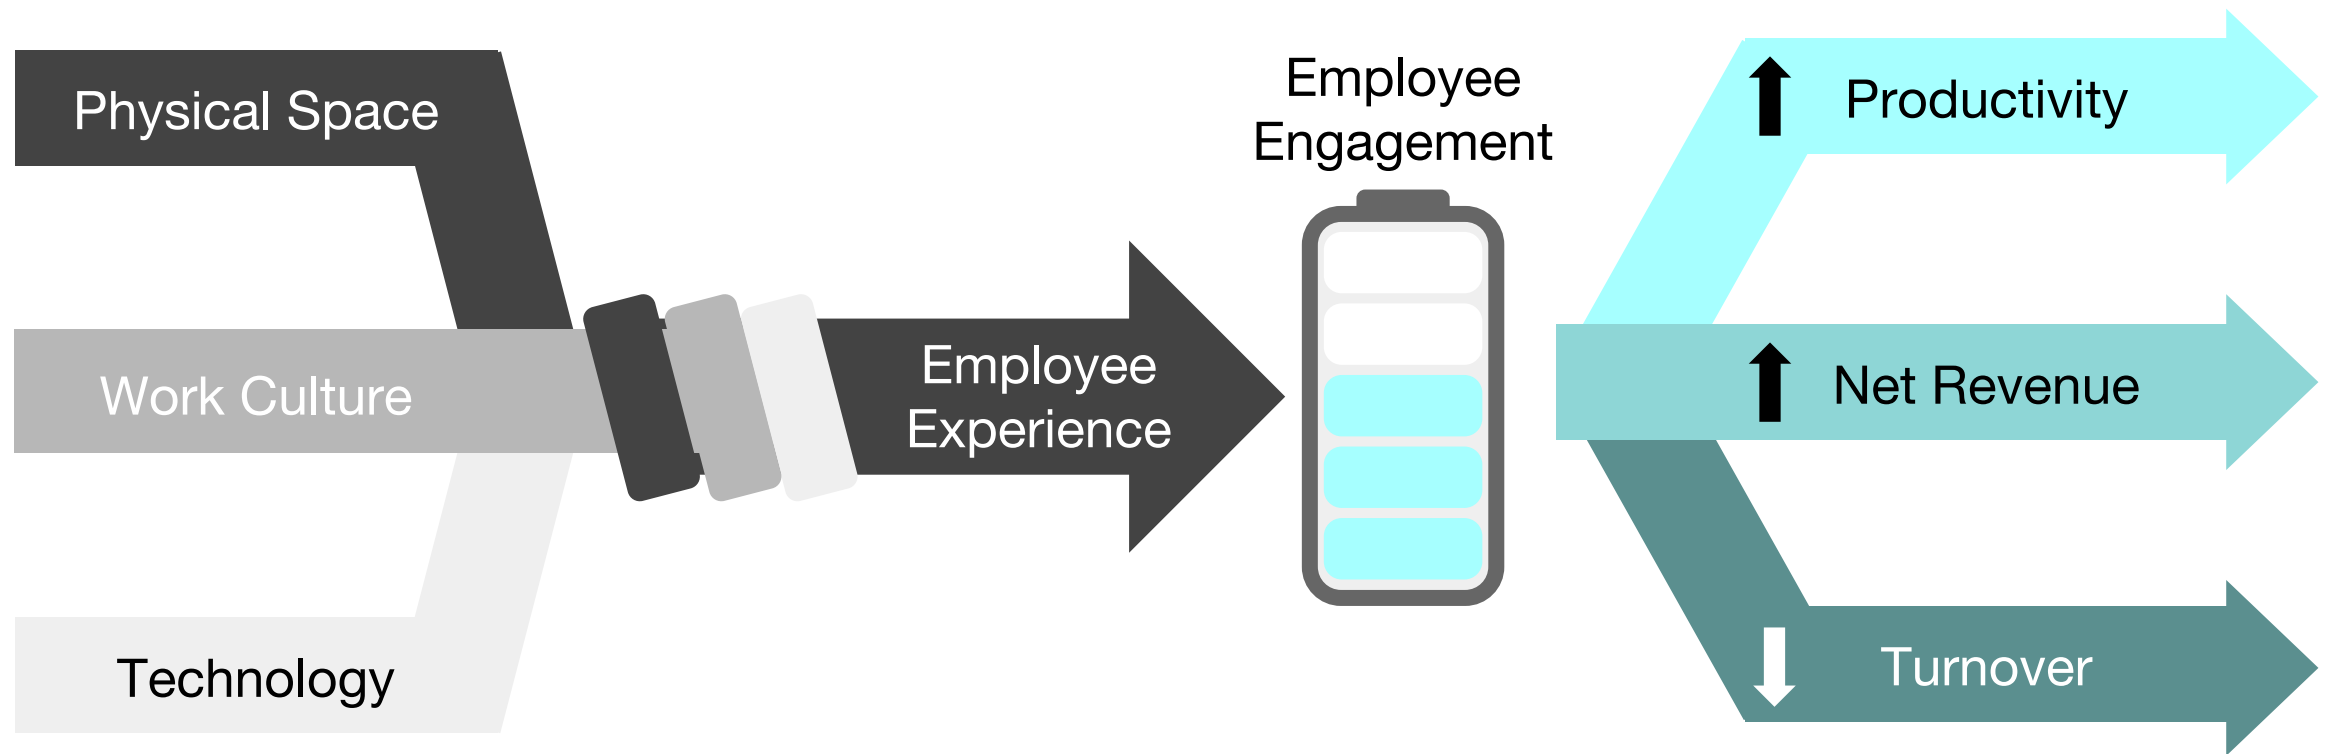 Physical Space
Work Culture
Technology
Employee
Experience
Employee
Engagement
Productivity
Net Revenue
Turnover